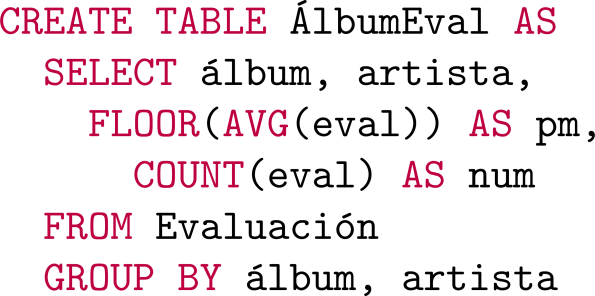 CREATE TABLE ÁlbumEval AS
SELECT álbum, artista,
FLOOR(AVG(eval)) AS pm,
COUNT(eval) AS num
FROM Evaluación
GROUP BY álbum, artista